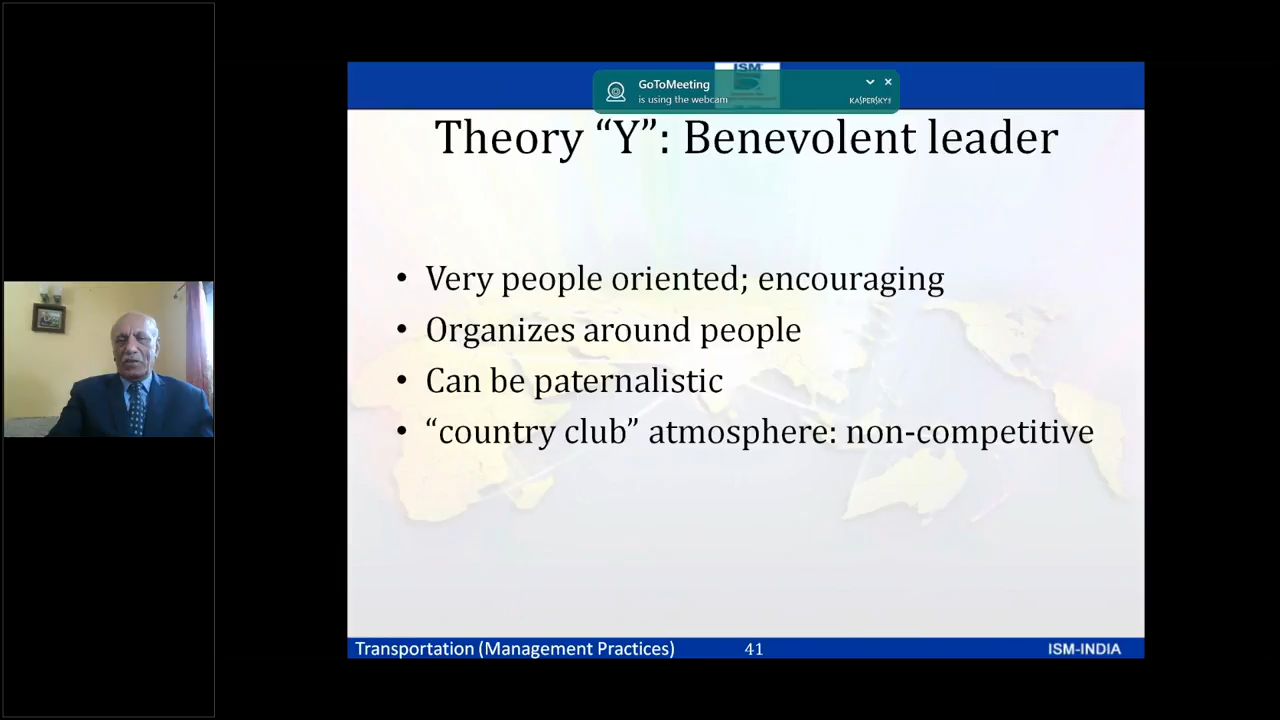 ISM
GoToMeeting
is using the webcam
KASPERSKY
Theory “Y”: Benevolent leader
• Very people oriented; encouraging
• Organizes around people
• Can be paternalistic
• “country club” atmosphere: non-competitive
Transportation (Management Practices) 41 ISM-INDIA